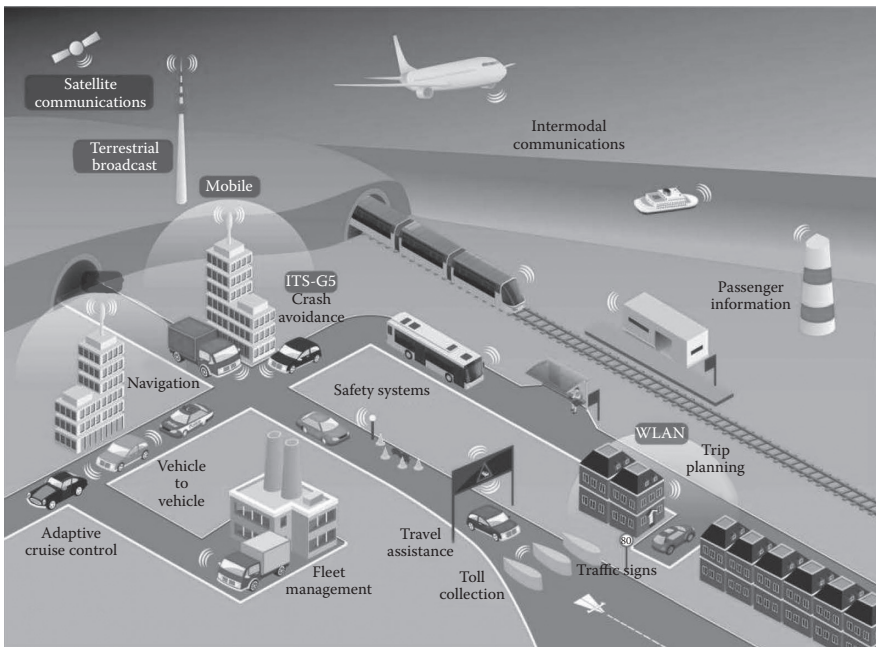 Satellite
communications
Terrestrial
broadcast
Mobile
Intermodal
communications
ITS-G5
Crash
avoidance
Passenger
information
Navigation
Safety systems
WLAN
Trip
planning
Vehicle
to
vehicle
Adaptive
cruise control
Fleet
management
Travel
assistance
Toll
collection
80
Traffic signs